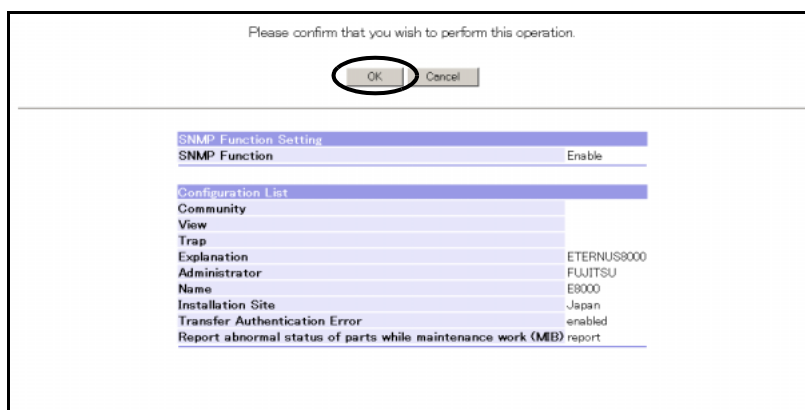 Please confirm that you wish to perform this operation.
OK Cancel
SNMP Function Setting
SNMP Function Enable
Configuration List
Community
View
Trap
Explanation ETERNUS8000
Administrator FUJITSU
Name E8000
Installation Site Japan
Transfer Authentication Error enabled
Report abnormal status of parts while maintenance work (MIB) report